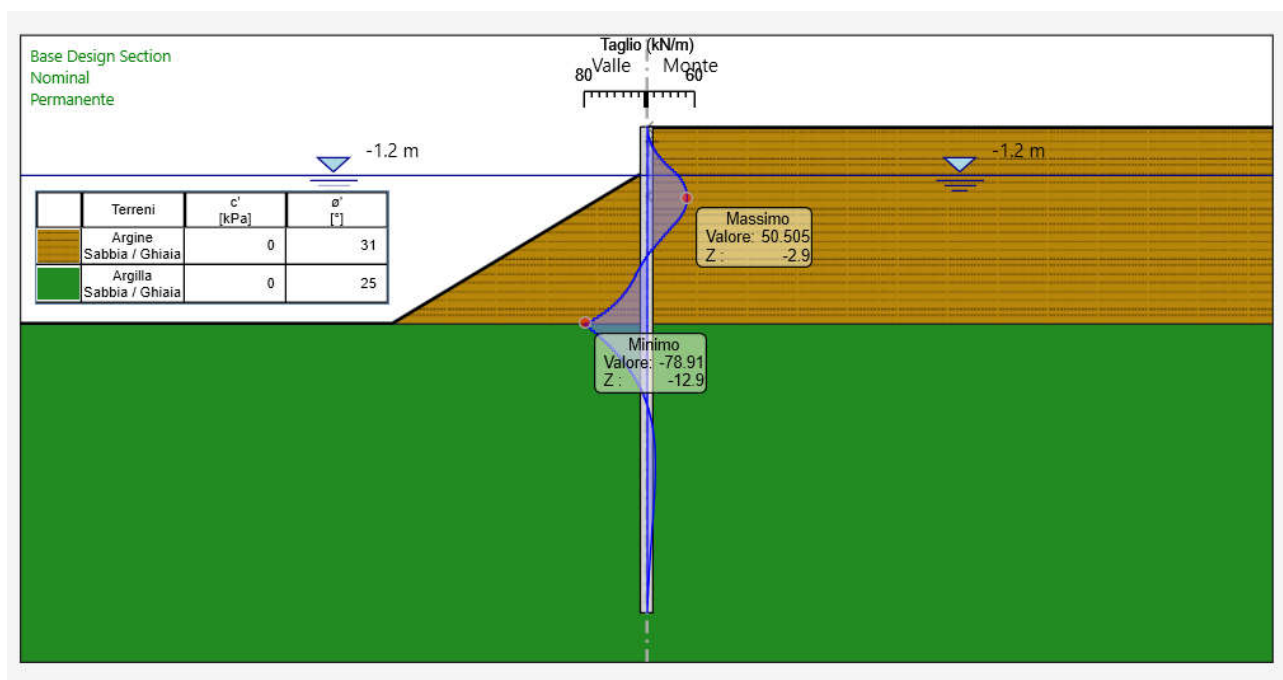 Base Design Section
Nominal
Permanente
Taglio (kN/m)
Valle Monte
80 60
-1.2 m
-1.2 m
Terreni c' [kPa] ø' [°]
Argine
Sabbia / Ghiaia 0 31
Argilla
Sabbia / Ghiaia 0 25
Massimo
Valore: 50.505
Z : -2.9
Minimo
Valore: -78.91
Z : -12.9